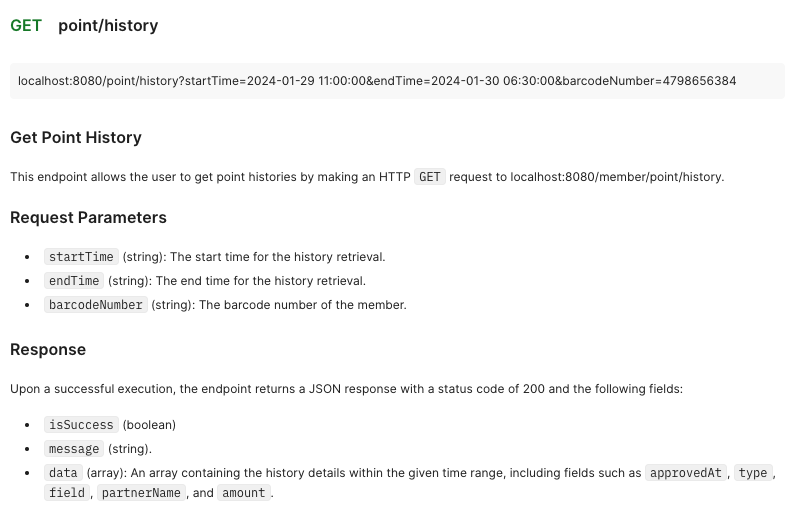 GET point/history
localhost:8080/point/history?startTime=2024-01-29 11:00:00&endTime=2024-01-30 06:30:00&barcodeNumber=4798656384
Get Point History
This endpoint allows the user to get point histories by making an HTTP GET request to localhost:8080/member/point/history.
Request Parameters
• startTime (string): The start time for the history retrieval.
• endTime (string): The end time for the history retrieval.
• barcodeNumber (string): The barcode number of the member.
Response
Upon a successful execution, the endpoint returns a JSON response with a status code of 200 and the following fields:
• isSuccess (boolean)
• message (string).
• data (array): An array containing the history details within the given time range, including fields such as approvedAt, type,
field, partnerName, and amount.